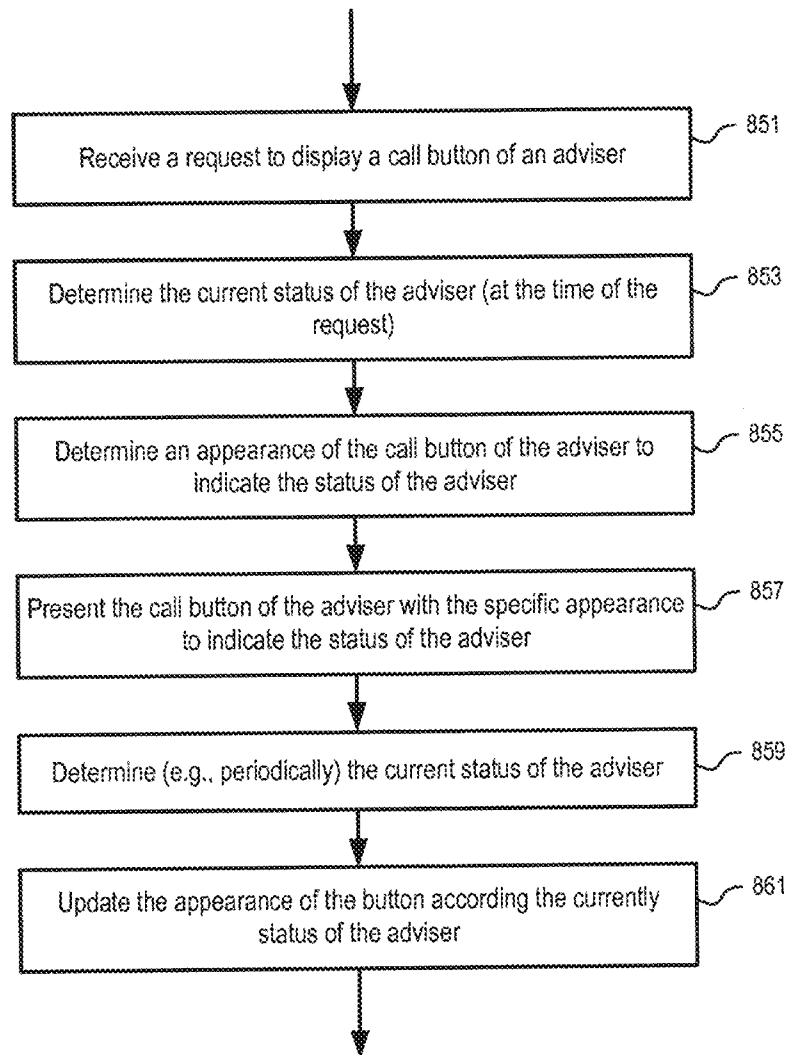 851
Receive a request to display a call button of an adviser
853
Determine the current status of the adviser (at the time of the
request)
855
Determine an appearance of the call button of the adviser to
indicate the status of the adviser
857
Present the call button of the adviser with the specific appearance
to indicate the status of the adviser
859
Determine (e.g., periodically) the current status of the adviser
861
Update the appearance of the button according the currently
status of the adviser